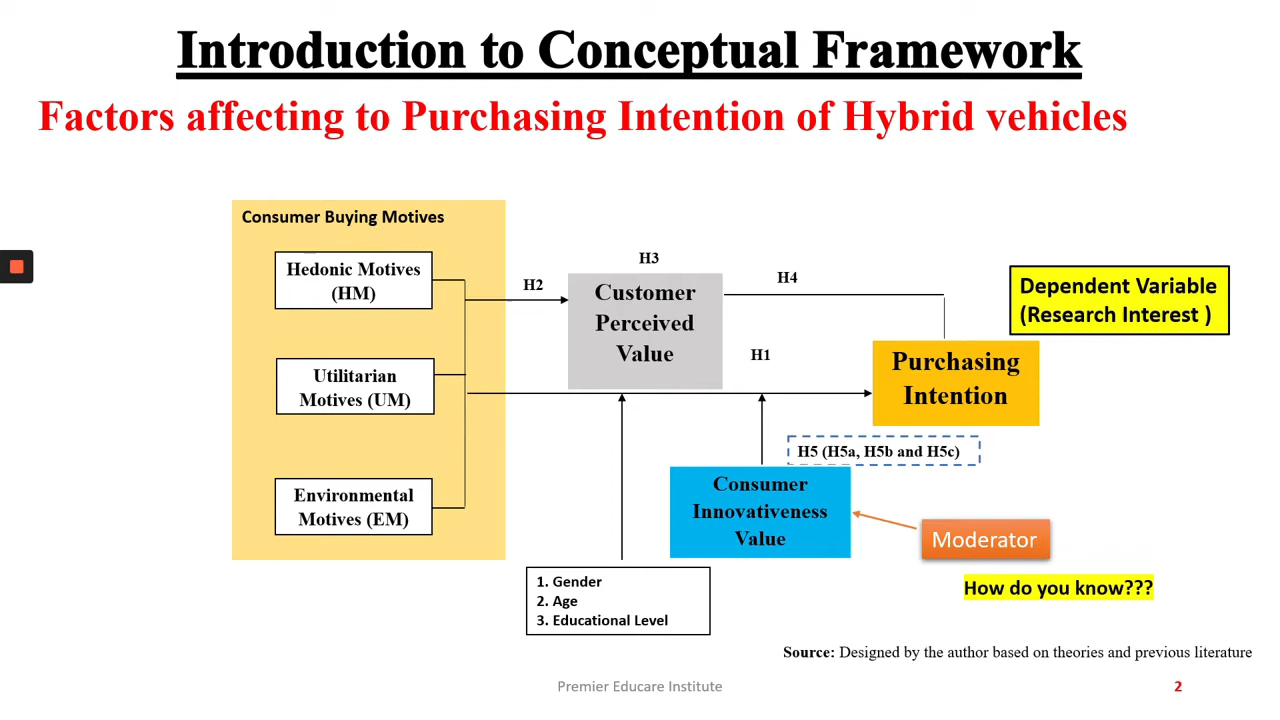 Introduction to Conceptual Framework
Factors affecting to Purchasing Intention of Hybrid vehicles
Consumer Buying Motives
Hedonic Motives
(HM)
Utilitarian
Motives (UM)
Environmental
Motives (EM)
H2
H3
Customer
Perceived
Value
H4
H1
Dependent Variable
(Research Interest )
Purchasing
Intention
H5 (H5a, H5b and H5c)
Consumer
Innovativeness
Value
Moderator
How do you know???
1. Gender
2. Age
3. Educational Level
Source: Designed by the author based on theories and previous literature
Premier Educare Institute
2